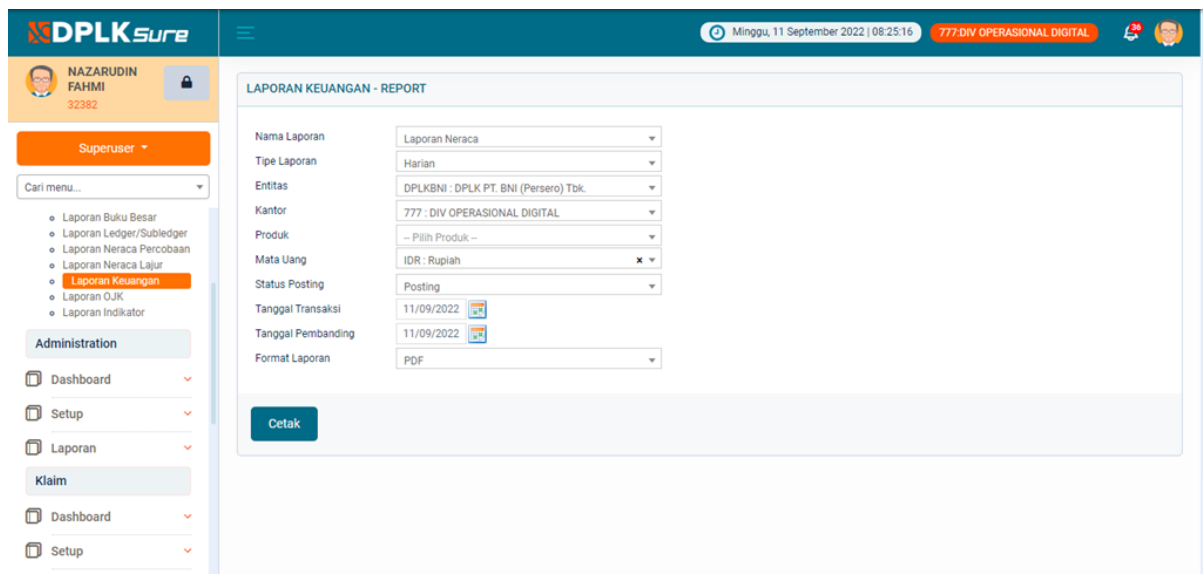 DPLKSure
Minggu, 11 September 2022 | 08:25:16
777:DIV OPERASIONAL DIGITAL
36
NAZARUDIN
FAHMI
32382
Superuser
Cari menu...
Laporan Buku Besar
Laporan Ledger/Subledger
Laporan Neraca Percobaan
Laporan Neraca Lajur
Laporan Keuangan
Laporan OJK
Laporan Indikator
Administration
Dashboard
Setup
Laporan
Klaim
Dashboard
Setup
LAPORAN KEUANGAN - REPORT
Nama Laporan Laporan Neraca
Tipe Laporan Harian
Entitas DPLKBNI : DPLK PT. BNI (Persero) Tbk.
Kantor 777 : DIV OPERASIONAL DIGITAL
Produk -- Pilih Produk --
Mata Uang IDR : Rupiah x
Status Posting Posting
Tanggal Transaksi 11/09/2022
Tanggal Pembanding 11/09/2022
Format Laporan PDF
Cetak